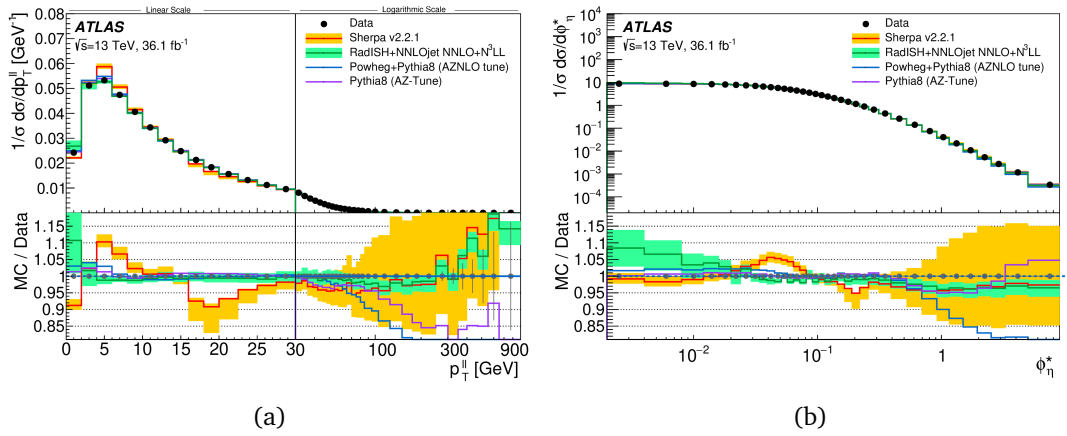 Linear Scale
Logarithmic Scale
1/σ dσ/dp_T^ll [GeV⁻¹]
0.08
0.07
0.06
0.05
0.04
0.03
0.02
0.01
ATLAS
√s=13 TeV, 36.1 fb⁻¹
Data
Sherpa v2.2.1
RadISH+NNLOjet NNLO+N³LL
Powheg+Pythia8 (AZNLO tune)
Pythia8 (AZ-Tune)
MC / Data
1.15
1.1
1.05
1
0.95
0.9
0.85
0 5 10 15 20 25 30 100 300 900
p_T^ll [GeV]
(a)
1/σ dσ/dφ*_η
10⁵
10⁴
10³
10²
10
1
10⁻¹
10⁻²
10⁻³
10⁻⁴
ATLAS
√s=13 TeV, 36.1 fb⁻¹
Data
Sherpa v2.2.1
RadISH+NNLOjet NNLO+N³LL
Powheg+Pythia8 (AZNLO tune)
Pythia8 (AZ-Tune)
MC / Data
1.15
1.1
1.05
1
0.95
0.9
0.85
10⁻² 10⁻¹ 1
φ*_η
(b)